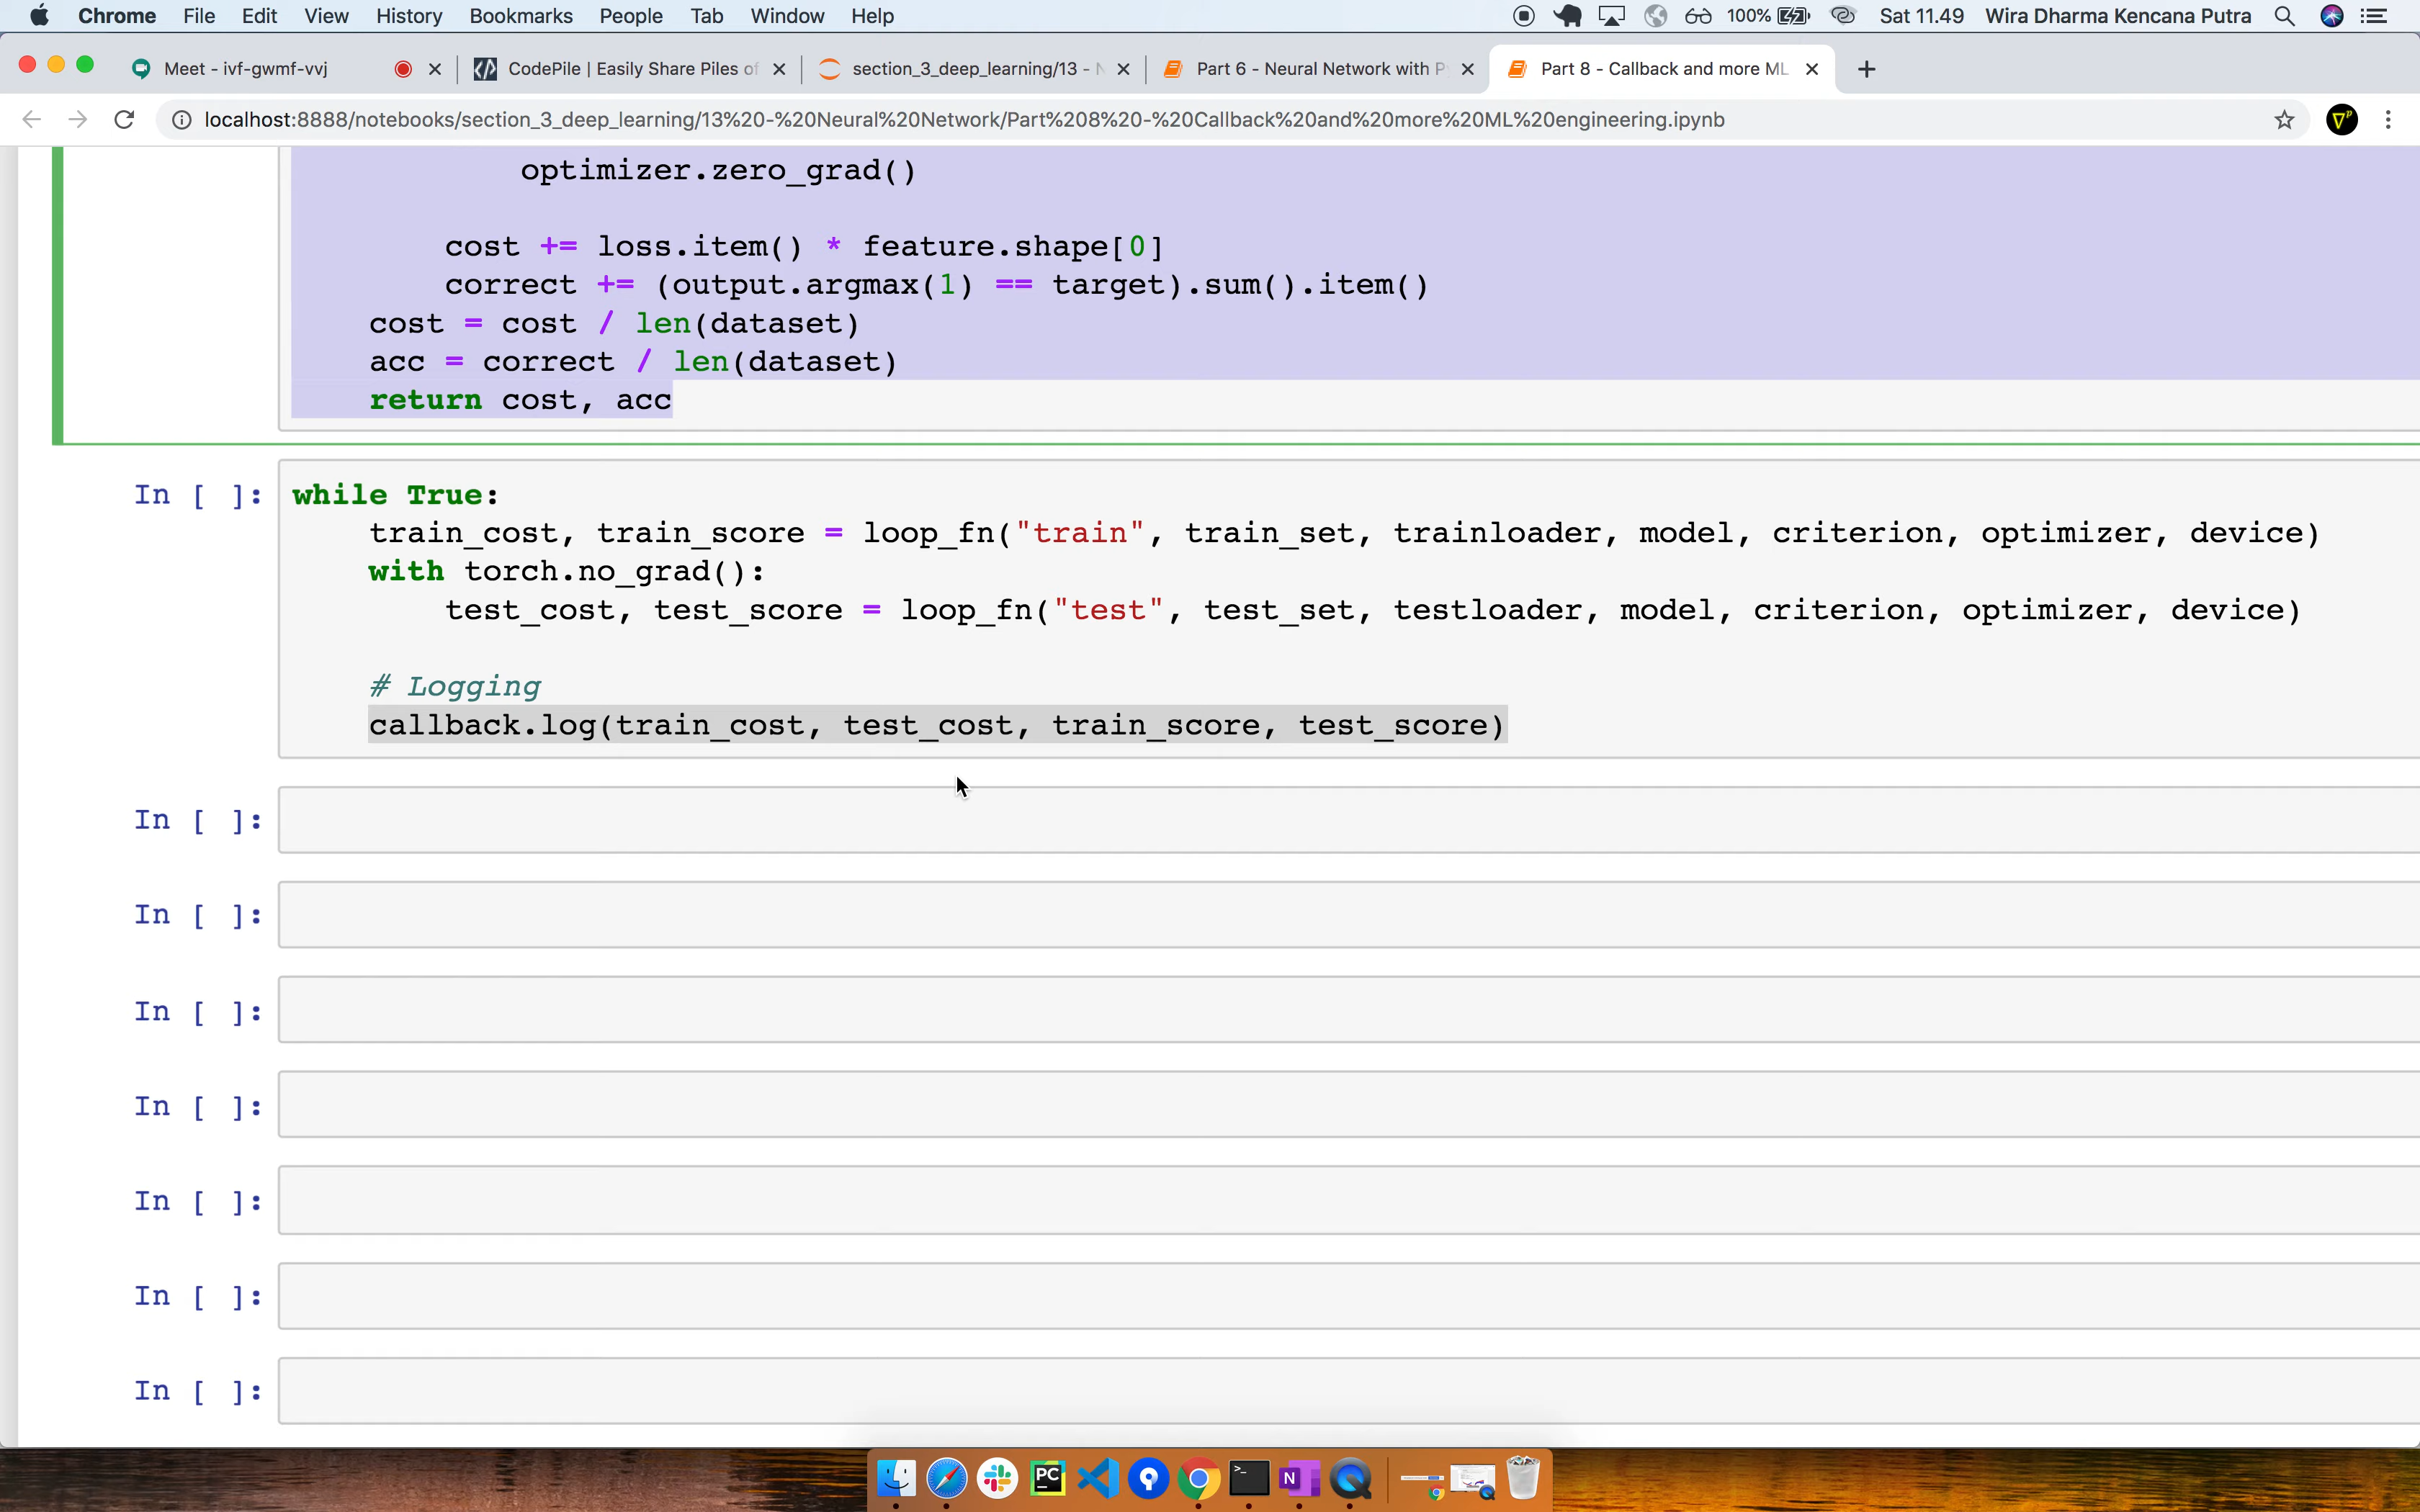 Chrome File Edit View History Bookmarks People Tab Window Help 100% Sat 11.49 Wira Dharma Kencana Putra
Meet - ivf-gwmf-vvj CodePile | Easily Share Piles of section_3_deep_learning/13 - Part 6 - Neural Network with Part 8 - Callback and more ML
localhost:8888/notebooks/section_3_deep_learning/13%20-%20Neural%20Network/Part%208%20-%20Callback%20and%20more%20ML%20engineering.ipynb
optimizer.zero_grad()
cost += loss.item() * feature.shape[0]
correct += (output.argmax(1) == target).sum().item()
cost = cost / len(dataset)
acc = correct / len(dataset)
return cost, acc
In [ ]: while True:
train_cost, train_score = loop_fn("train", train_set, trainloader, model, criterion, optimizer, device)
with torch.no_grad():
test_cost, test_score = loop_fn("test", test_set, testloader, model, criterion, optimizer, device)
# Logging
callback.log(train_cost, test_cost, train_score, test_score)
In [ ]:
In [ ]:
In [ ]:
In [ ]:
In [ ]:
In [ ]:
In [ ]: